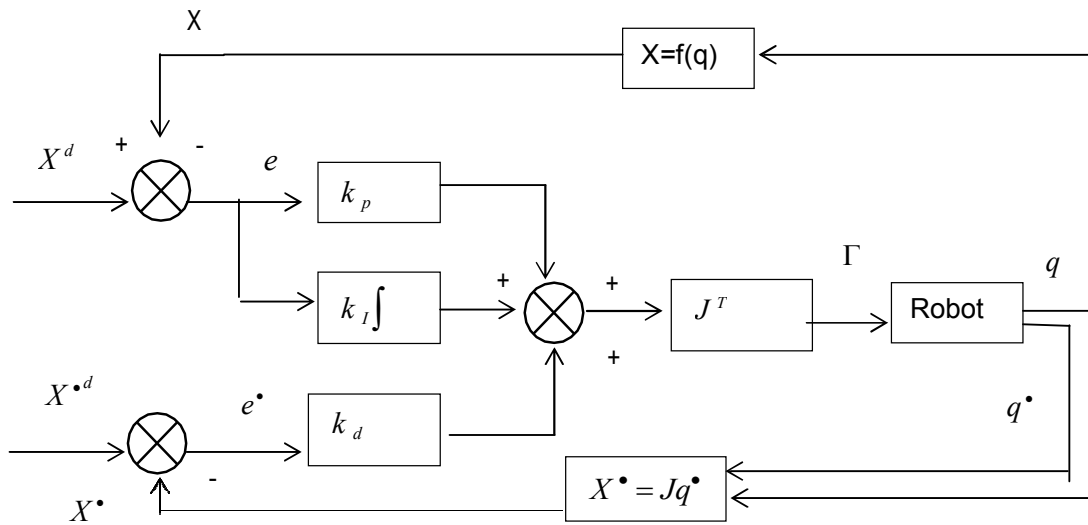 X
X=f(q)
+ -
X^d
e
k_p
Γ
q
+ +
k_I∫
J^T
Robot
+
X^{•d}
e^•
q^•
k_d
-
X^• = Jq^•
X^•